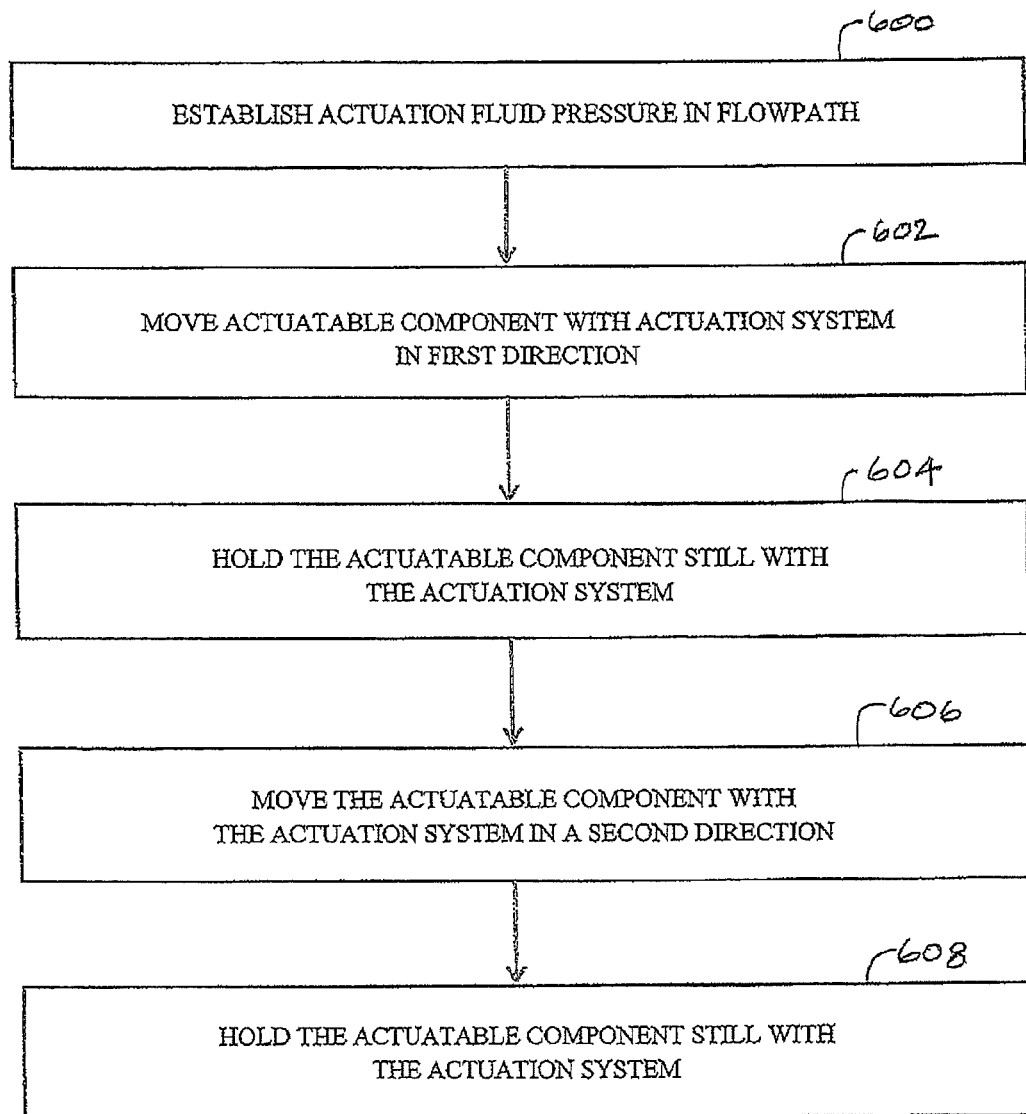 600
ESTABLISH ACTUATION FLUID PRESSURE IN FLOWPATH
602
MOVE ACTUATABLE COMPONENT WITH ACTUATION SYSTEM
IN FIRST DIRECTION
604
HOLD THE ACTUATABLE COMPONENT STILL WITH
THE ACTUATION SYSTEM
606
MOVE THE ACTUATABLE COMPONENT WITH
THE ACTUATION SYSTEM IN A SECOND DIRECTION
608
HOLD THE ACTUATABLE COMPONENT STILL WITH
THE ACTUATION SYSTEM